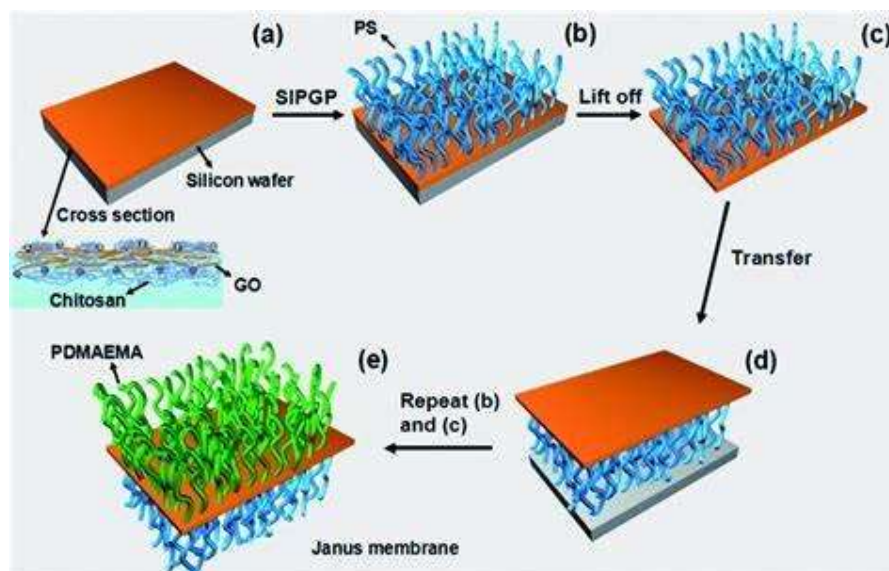 (a)
PS
(b)
(c)
SIPGP
Lift off
Silicon wafer
Cross section
GO
Chitosan
Transfer
PDMAEMA
(e)
(d)
Repeat (b)
and (c)
Janus membrane